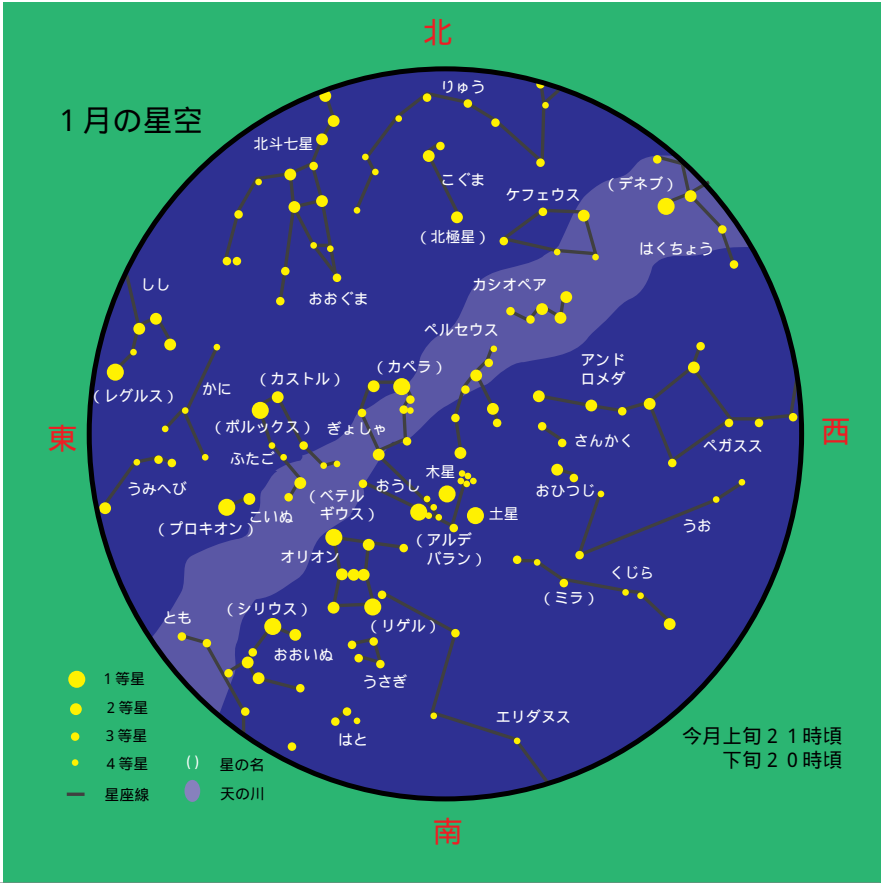 北
1月の星空
りゅう
北斗七星
こぐま
ケフェウス
(デネブ)
(北極星)
はくちょう
しし
おおぐま
カシオペア
ペルセウス
アンド
ロメダ
(カペラ)
(カストル)
かに
(レグルス)
(ポルックス)
ぎょしゃ
東
西
さんかく
ペガスス
ふたご
木星
おうし
うみへび
(ベテル
ギウス)
おひつじ
土星
こいぬ
(プロキオン)
うお
(アルデ
バラン)
オリオン
くじら
(ミラ)
(シリウス)
とも
(リゲル)
おおいぬ
うさぎ
エリダヌス
はと
1等星
2等星
3等星
4等星
() 星の名
星座線
天の川
今月上旬21時頃
下旬20時頃
南